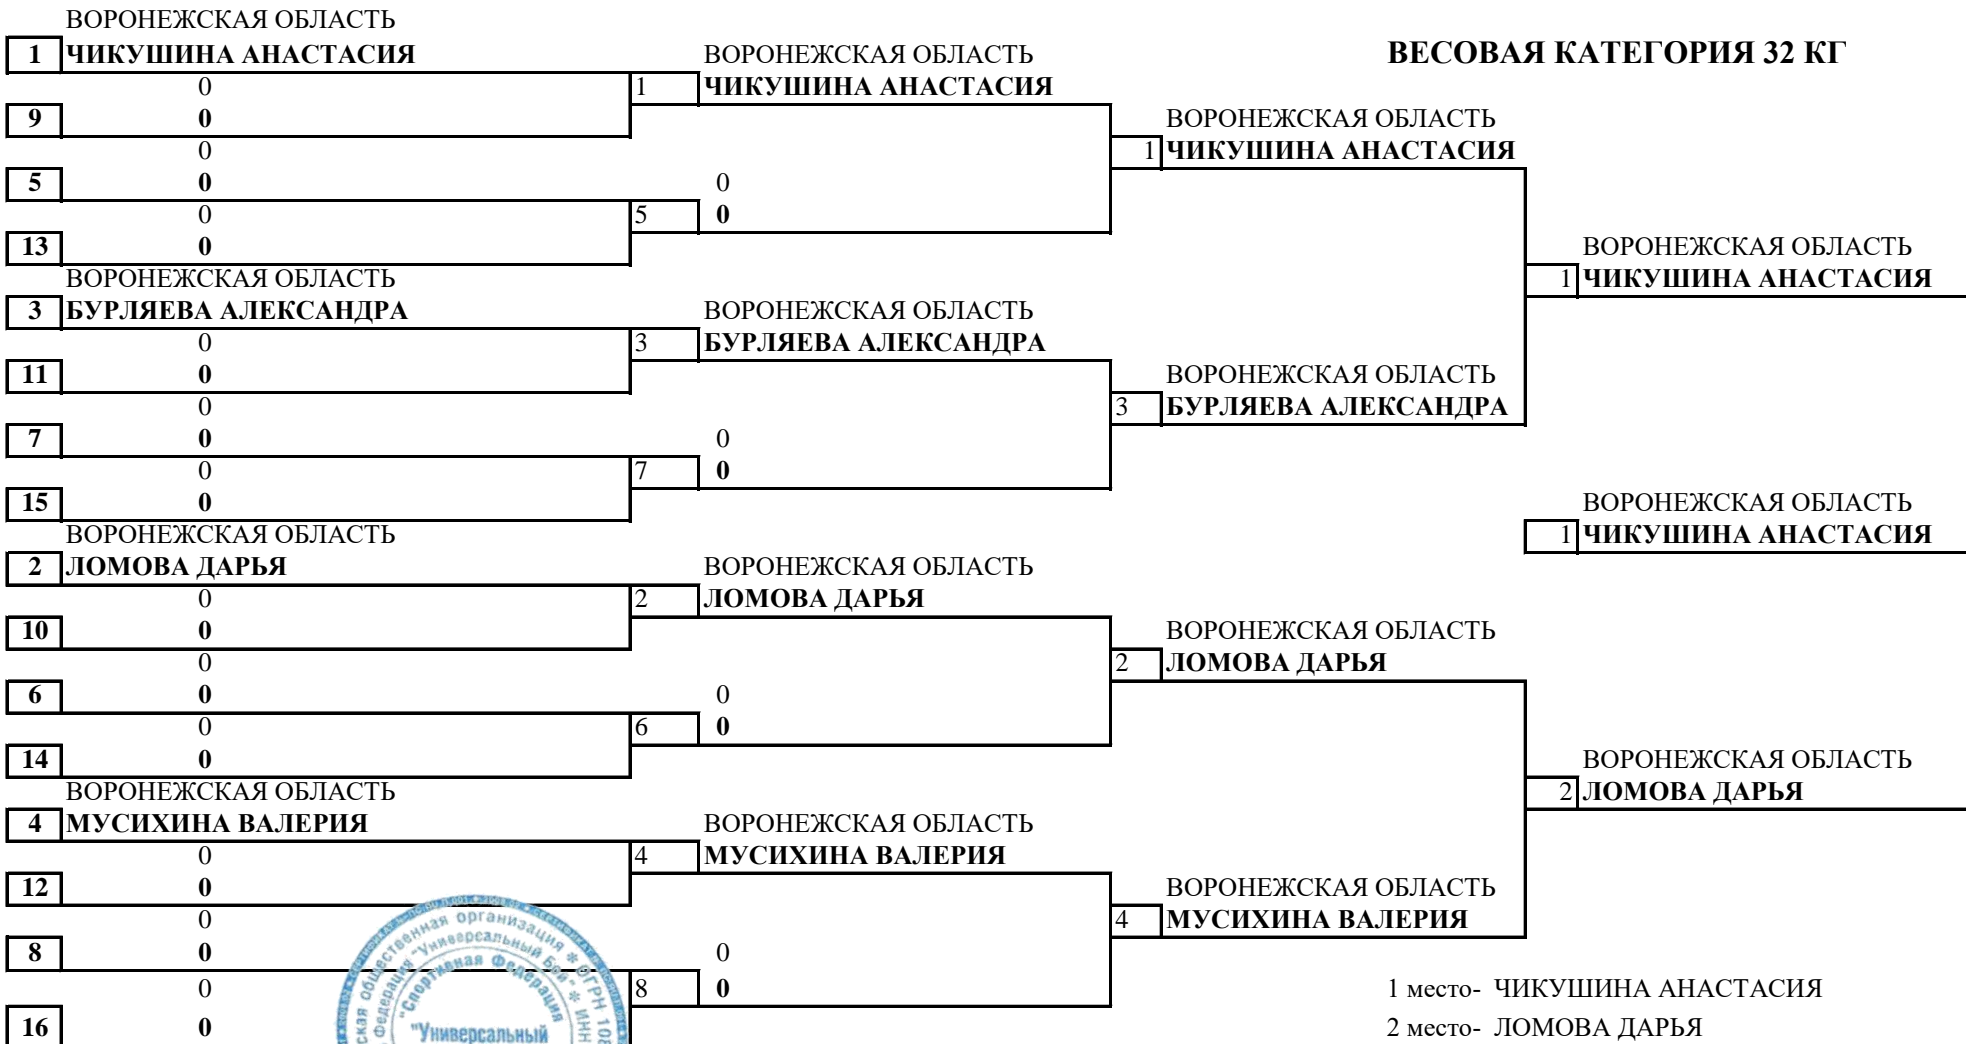 ВОРОНЕЖСКАЯ ОБЛАСТЬ
1 ЧИКУШИНА АНАСТАСИЯ ВОРОНЕЖСКАЯ ОБЛАСТЬ ВЕСОВАЯ КАТЕГОРИЯ 32 КГ
0 1 ЧИКУШИНА АНАСТАСИЯ
9 0 ВОРОНЕЖСКАЯ ОБЛАСТЬ
0 1 ЧИКУШИНА АНАСТАСИЯ
5 0 0
0 5 0
13 0 ВОРОНЕЖСКАЯ ОБЛАСТЬ
ВОРОНЕЖСКАЯ ОБЛАСТЬ 1 ЧИКУШИНА АНАСТАСИЯ
3 БУРЛЯЕВА АЛЕКСАНДРА ВОРОНЕЖСКАЯ ОБЛАСТЬ
0 3 БУРЛЯЕВА АЛЕКСАНДРА
11 0 ВОРОНЕЖСКАЯ ОБЛАСТЬ
0 3 БУРЛЯЕВА АЛЕКСАНДРА
7 0 0
0 7 0
15 0 ВОРОНЕЖСКАЯ ОБЛАСТЬ
ВОРОНЕЖСКАЯ ОБЛАСТЬ 1 ЧИКУШИНА АНАСТАСИЯ
2 ЛОМОВА ДАРЬЯ ВОРОНЕЖСКАЯ ОБЛАСТЬ
0 2 ЛОМОВА ДАРЬЯ
10 0 ВОРОНЕЖСКАЯ ОБЛАСТЬ
0 2 ЛОМОВА ДАРЬЯ
6 0 0
0 6 0
14 0 ВОРОНЕЖСКАЯ ОБЛАСТЬ
ВОРОНЕЖСКАЯ ОБЛАСТЬ 2 ЛОМОВА ДАРЬЯ
4 МУСИХИНА ВАЛЕРИЯ ВОРОНЕЖСКАЯ ОБЛАСТЬ
0 4 МУСИХИНА ВАЛЕРИЯ
12 0 ВОРОНЕЖСКАЯ ОБЛАСТЬ
0 4 МУСИХИНА ВАЛЕРИЯ
8 0 0
0 8 0 1 место- ЧИКУШИНА АНАСТАСИЯ
16 0 2 место- ЛОМОВА ДАРЬЯ
организация * ОГРН
"Универсальный Бой" * ИНН
"Спортивная Федерация
"Универсальный